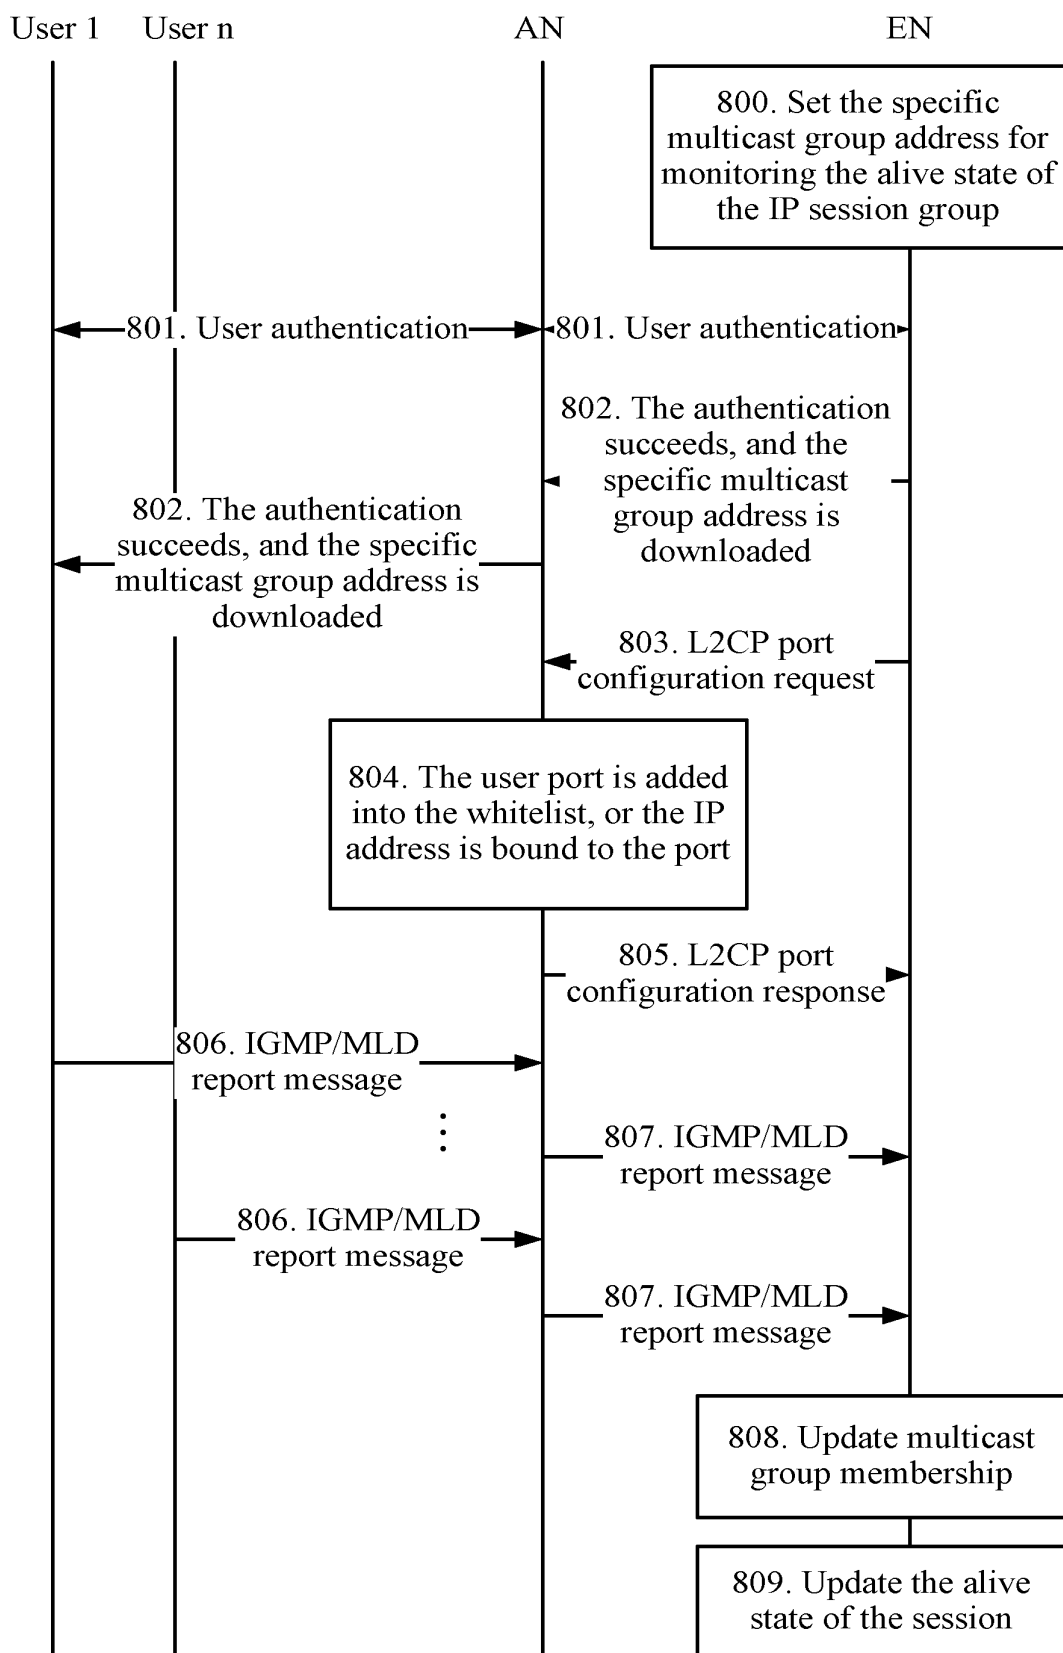 User 1
User n
AN
EN
800. Set the specific
multicast group address for
monitoring the alive state of
the IP session group
801. User authentication
801. User authentication
802. The authentication
succeeds, and the
specific multicast
group address is
downloaded
802. The authentication
succeeds, and the specific
multicast group address is
downloaded
803. L2CP port
configuration request
804. The user port is added
into the whitelist, or the IP
address is bound to the port
805. L2CP port
configuration response
806. IGMP/MLD
report message
807. IGMP/MLD
report message
806. IGMP/MLD
report message
807. IGMP/MLD
report message
808. Update multicast
group membership
809. Update the alive
state of the session